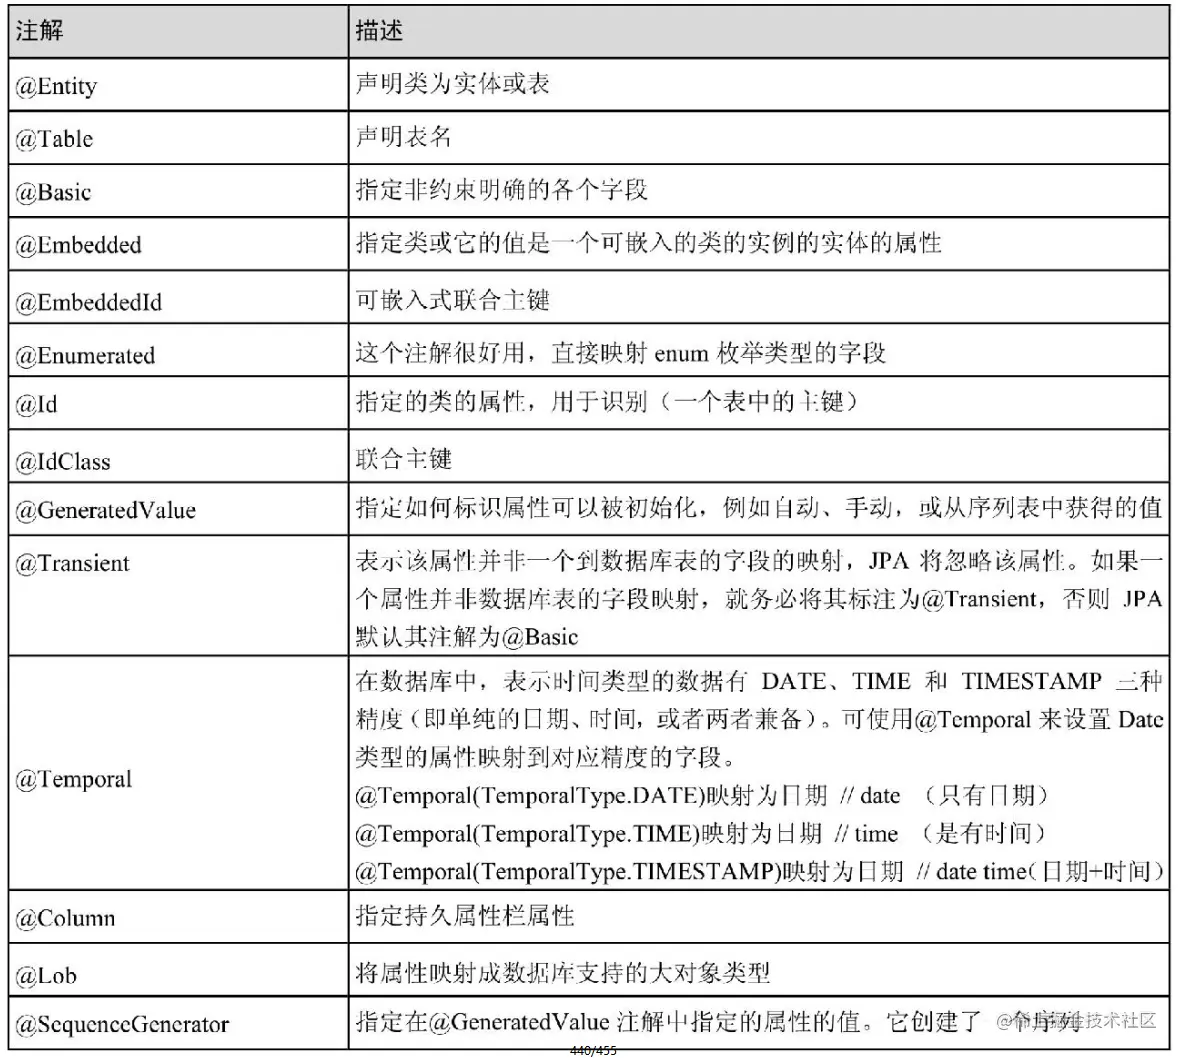 注解 描述
@Entity 声明类为实体或表
@Table 声明表名
@Basic 指定非约束明确的各个字段
@Embedded 指定类或它的值是一个可嵌入的类的实例的实体的属性
@EmbeddedId 可嵌入式联合主键
@Enumerated 这个注解很好用，直接映射 enum 枚举类型的字段
@Id 指定的类的属性，用于识别（一个表中的主键）
@IdClass 联合主键
@GeneratedValue 指定如何标识属性可以被初始化，例如自动、手动，或从序列表中获得的值
@Transient 表示该属性并非一个到数据库表的字段的映射，JPA 将忽略该属性。如果一
个属性并非数据库表的字段映射，就务必将其标注为@Transient，否则 JPA
默认其注解为@Basic
@Temporal
在数据库中，表示时间类型的数据有 DATE、TIME 和 TIMESTAMP 三种
精度（即单纯的日期、时间，或者两者兼备）。可使用@Temporal 来设置 Date
类型的属性映射到对应精度的字段。
@Temporal(TemporalType.DATE)映射为日期 // date （只有日期）
@Temporal(TemporalType.TIME)映射为日期 // time （是有时间）
@Temporal(TemporalType.TIMESTAMP)映射为日期 // date time（日期+时间）
@Column 指定持久属性栏属性
@Lob 将属性映射成数据库支持的大对象类型
@SequenceGenerator 指定在@GeneratedValue 注解中指定的属性的值。它创建了一个序列
@稀土掘金技术社区
440/455